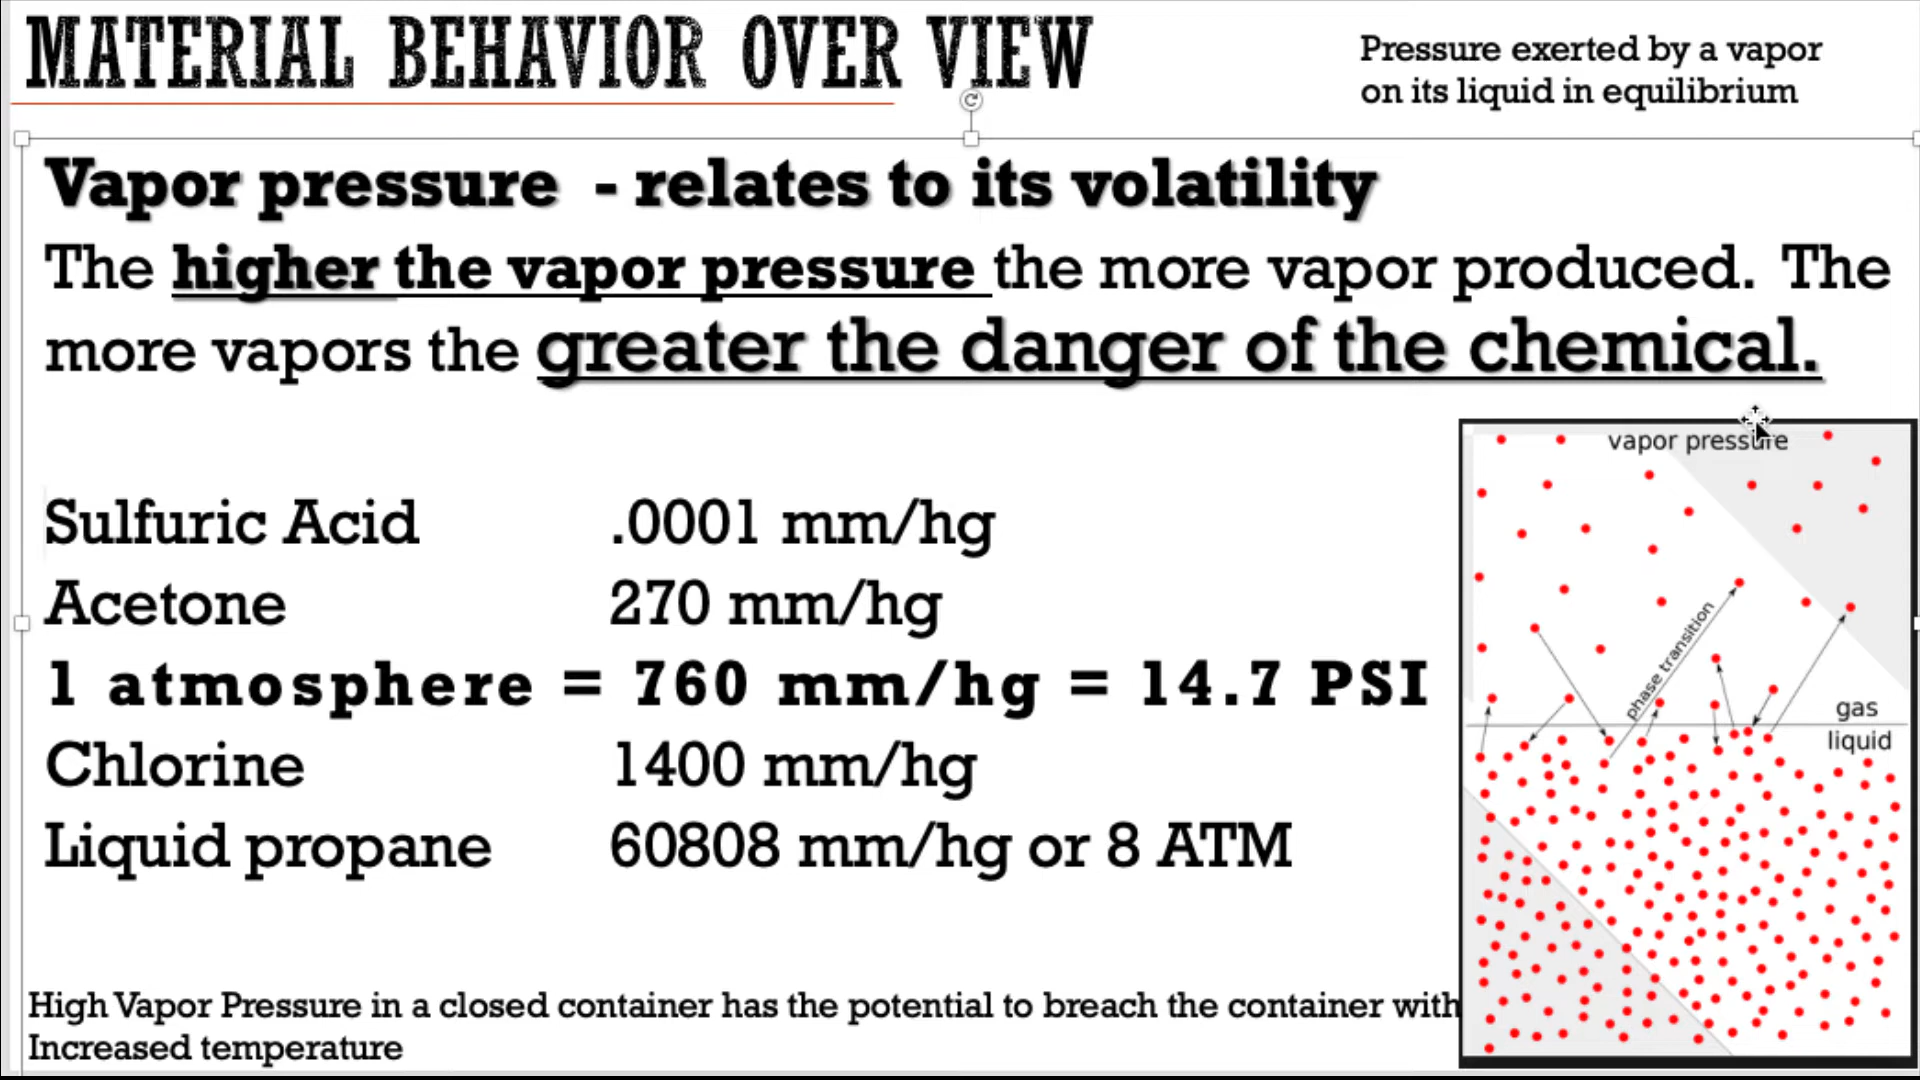 MATERIAL BEHAVIOR OVER VIEW
Pressure exerted by a vapor
on its liquid in equilibrium
Vapor pressure - relates to its volatility
The higher the vapor pressure the more vapor produced. The
more vapors the greater the danger of the chemical.
Sulfuric Acid .0001 mm/hg
Acetone 270 mm/hg
1 atmosphere = 760 mm/hg = 14.7 PSI
Chlorine 1400 mm/hg
Liquid propane 60808 mm/hg or 8 ATM
High Vapor Pressure in a closed container has the potential to breach the container with
Increased temperature
vapor pressure
phase transition
gas
liquid